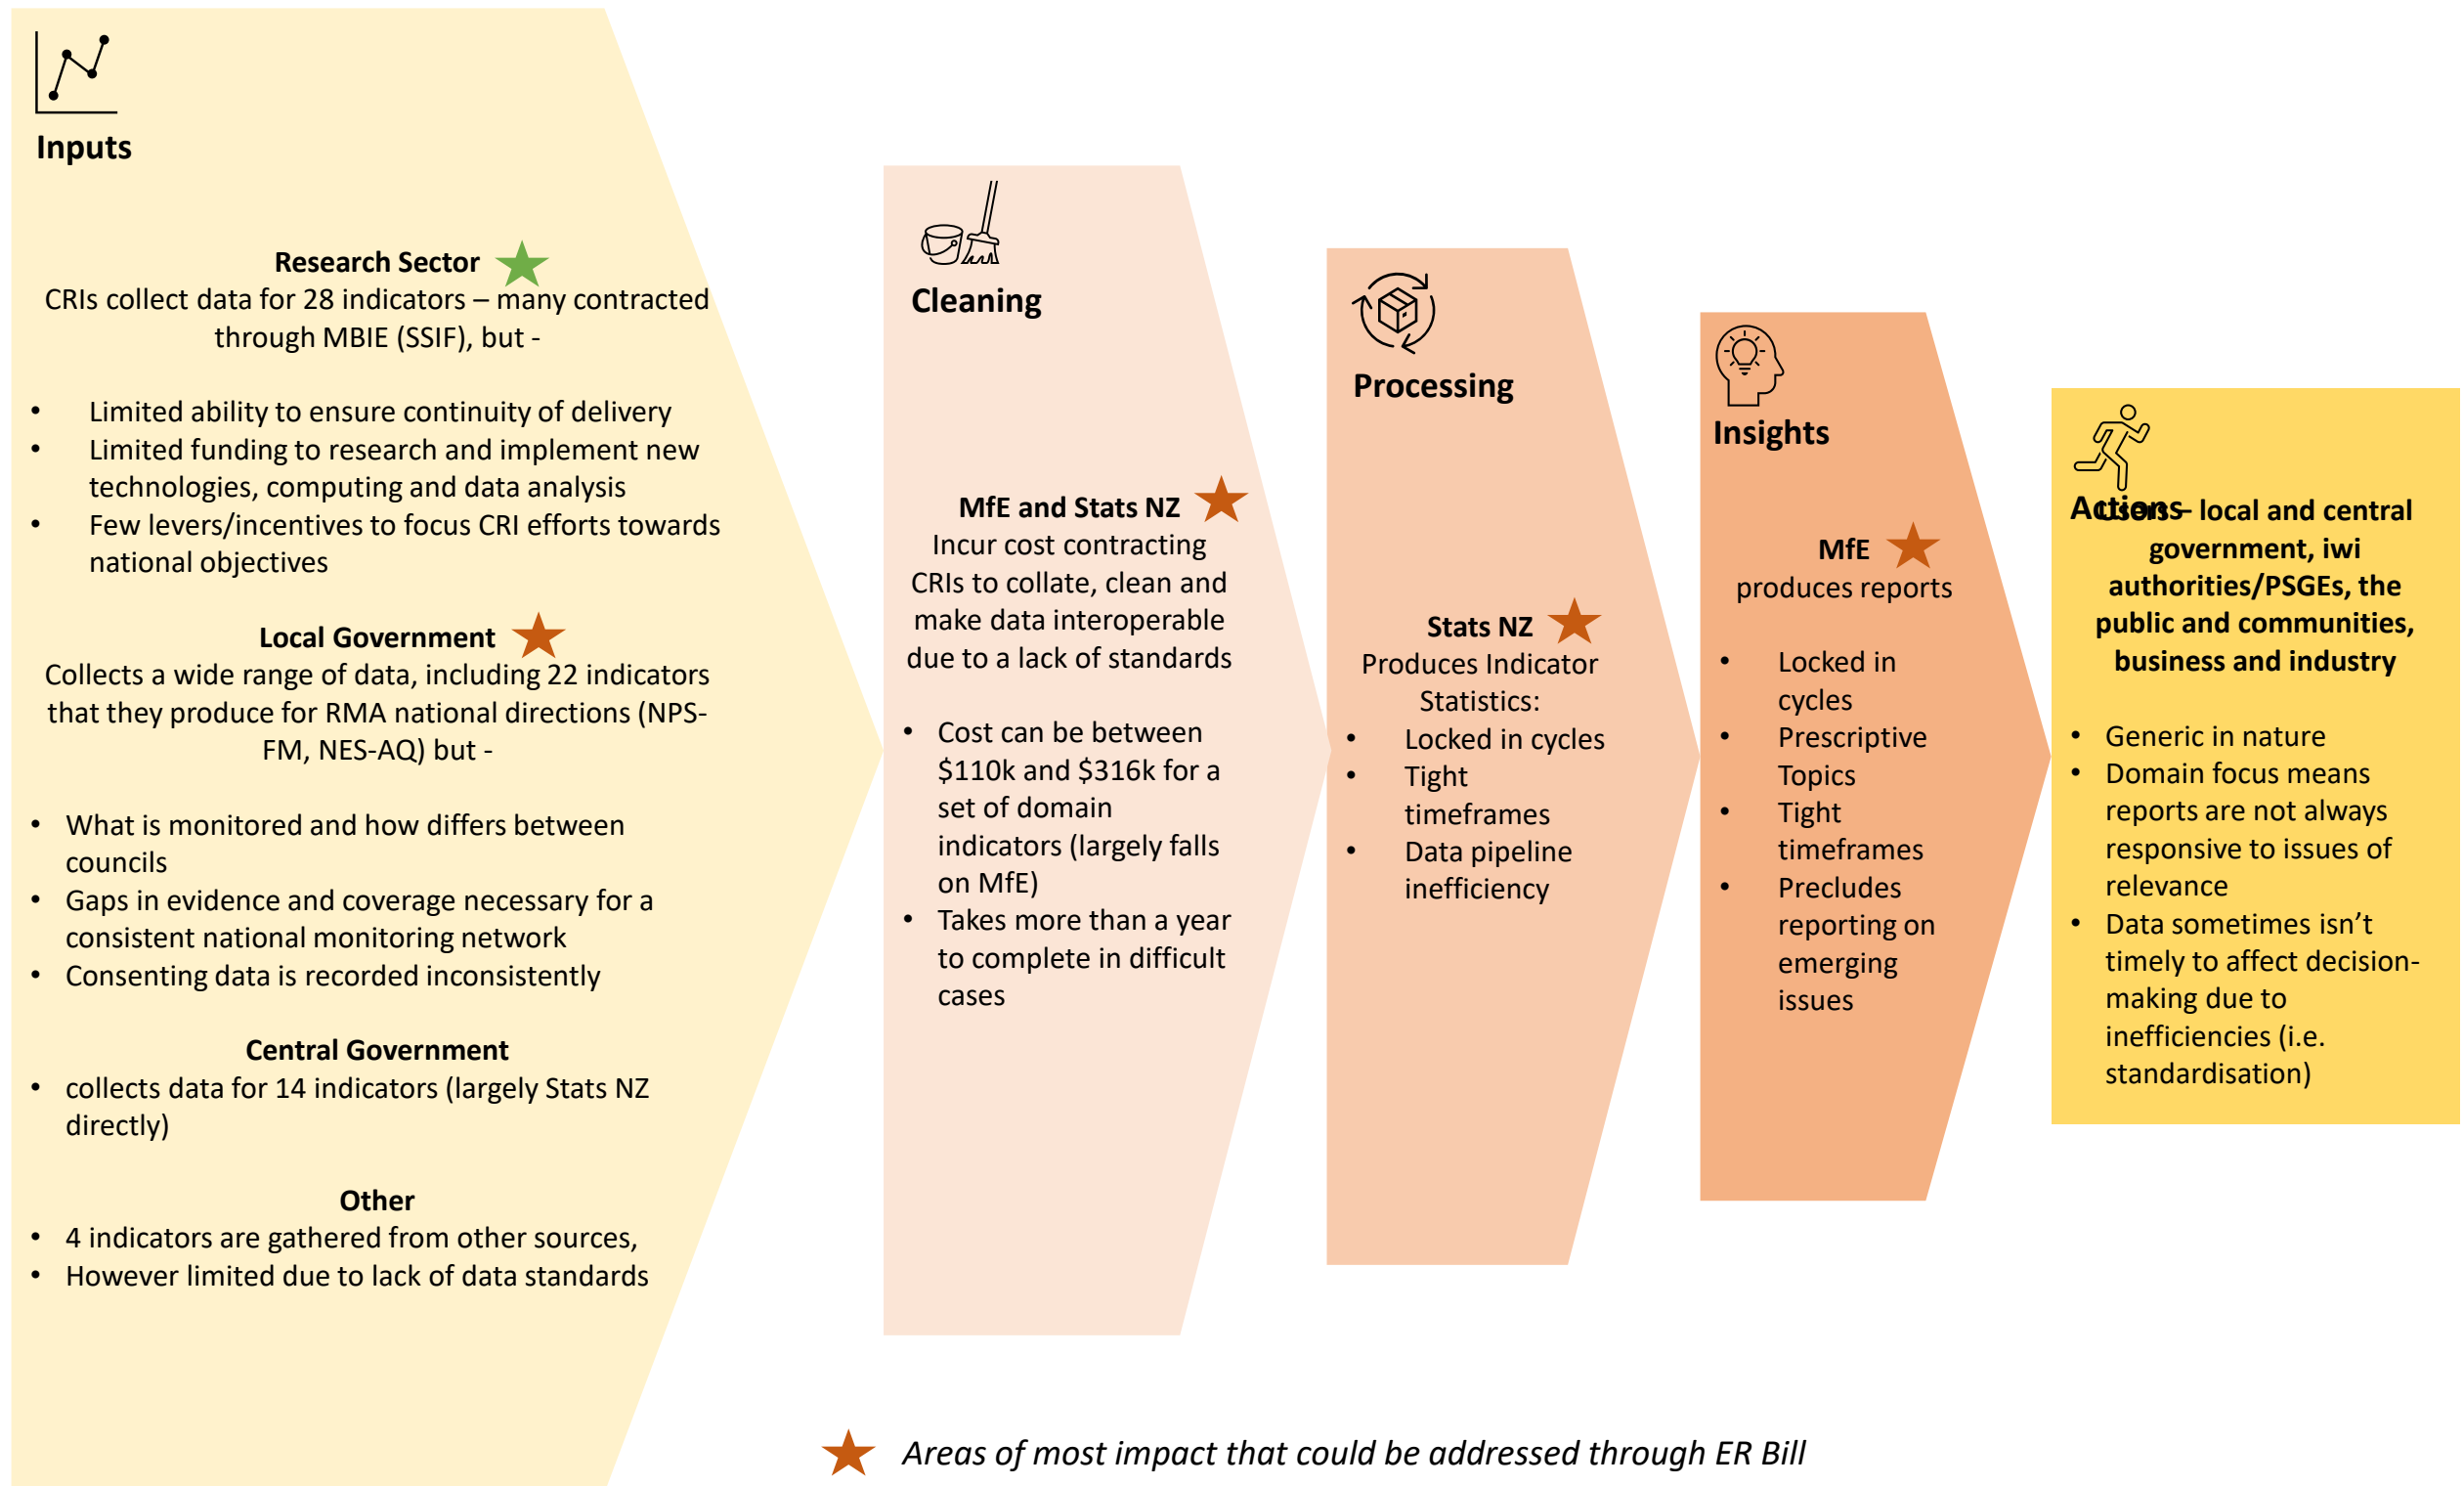 Inputs
Research Sector
CRIs collect data for 28 indicators – many contracted
through MBIE (SSIF), but -
• Limited ability to ensure continuity of delivery
• Limited funding to research and implement new
technologies, computing and data analysis
• Few levers/incentives to focus CRI efforts towards
national objectives
Local Government
Collects a wide range of data, including 22 indicators
that they produce for RMA national directions (NPS-
FM, NES-AQ) but -
• What is monitored and how differs between
councils
• Gaps in evidence and coverage necessary for a
consistent national monitoring network
• Consenting data is recorded inconsistently
Central Government
• collects data for 14 indicators (largely Stats NZ
directly)
Other
• 4 indicators are gathered from other sources,
• However limited due to lack of data standards
Cleaning
MfE and Stats NZ
Incur cost contracting
CRIs to collate, clean and
make data interoperable
due to a lack of standards
• Cost can be between
$110k and $316k for a
set of domain
indicators (largely falls
on MfE)
• Takes more than a year
to complete in difficult
cases
Processing
Stats NZ
Produces Indicator
Statistics:
• Locked in cycles
• Tight
timeframes
• Data pipeline
inefficiency
Insights
MfE
produces reports
• Locked in
cycles
• Prescriptive
Topics
• Tight
timeframes
• Precludes
reporting on
emerging
issues
Actions
Users – local and central
government, iwi
authorities/PSGEs, the
public and communities,
business and industry
• Generic in nature
• Domain focus means
reports are not always
responsive to issues of
relevance
• Data sometimes isn't
timely to affect decision-
making due to
inefficiencies (i.e.
standardisation)
Areas of most impact that could be addressed through ER Bill